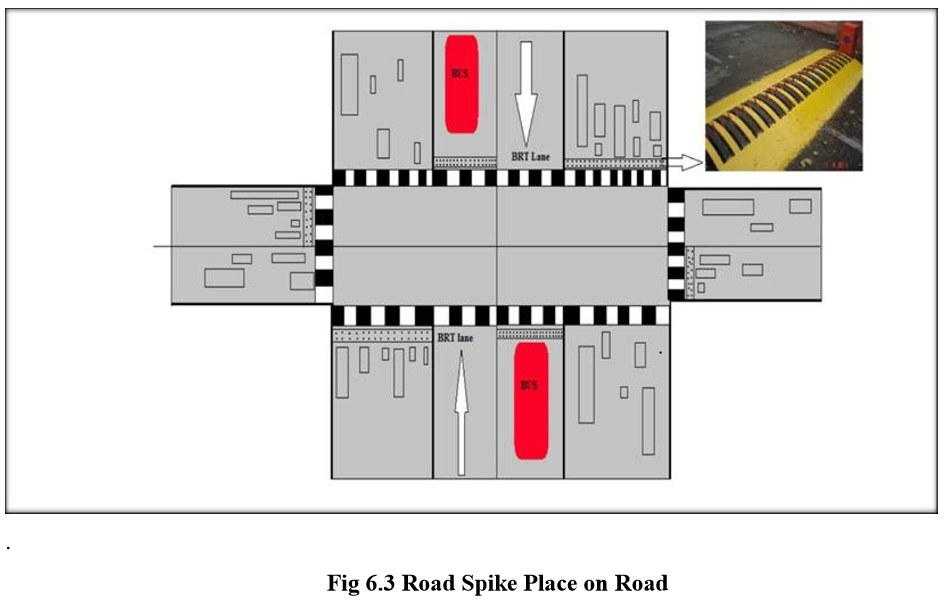 BUS
BRT Lane
BRT lane
BUS
.
Fig 6.3 Road Spike Place on Road